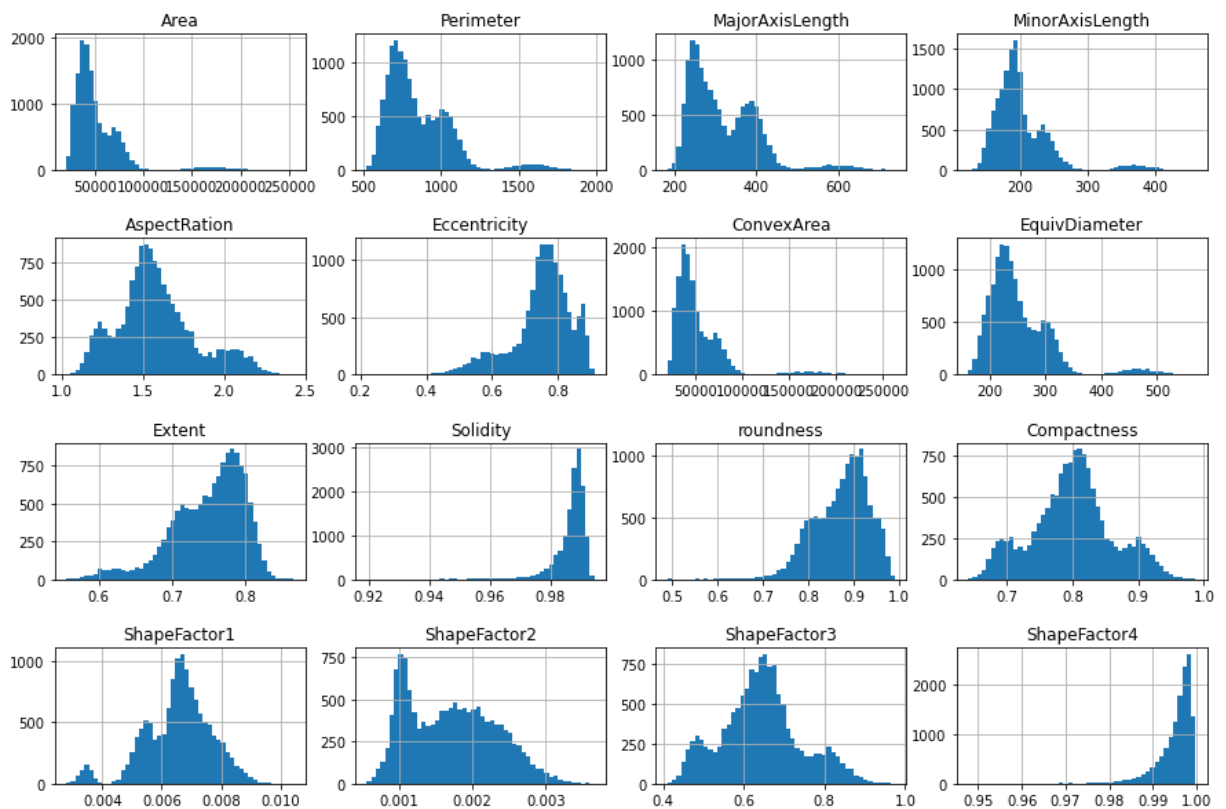 Area Perimeter MajorAxisLength MinorAxisLength
2000
1000
0
50000 100000 150000 200000 250000
1000
500
0
500 1000 1500 2000
1000
500
0
200 400 600
1500
1000
500
0
200 400
AspectRation Eccentricity ConvexArea EquivDiameter
750
500
250
0
1.0 1.5 2.0 2.5
1000
500
0
0.2 0.4 0.6 0.8
2000
1000
0
50000 100000 150000 200000 250000
1000
500
0
200 300 400 500
Extent Solidity roundness Compactness
750
500
250
0
0.6 0.7 0.8
3000
2000
1000
0
0.92 0.94 0.96 0.98
1000
500
0
0.5 0.6 0.7 0.8 0.9 1.0
750
500
250
0
0.7 0.8 0.9 1.0
ShapeFactor1 ShapeFactor2 ShapeFactor3 ShapeFactor4
1000
500
0
0.004 0.006 0.008 0.010
750
500
250
0
0.001 0.002 0.003
750
500
250
0
0.4 0.6 0.8 1.0
2000
1000
0
0.95 0.96 0.97 0.98 0.99 1.00